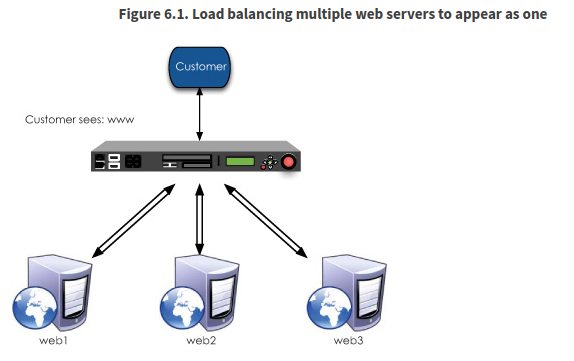 Figure 6.1. Load balancing multiple web servers to appear as one
Customer
Customer sees: www
web1
web2
web3